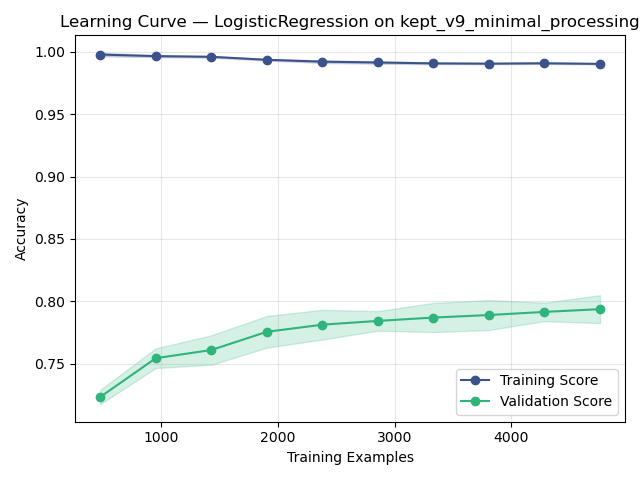 Learning Curve — LogisticRegression on kept_v9_minimal_processing
Accuracy
1.00
0.95
0.90
0.85
0.80
0.75
1000
2000
3000
4000
Training Examples
Training Score
Validation Score